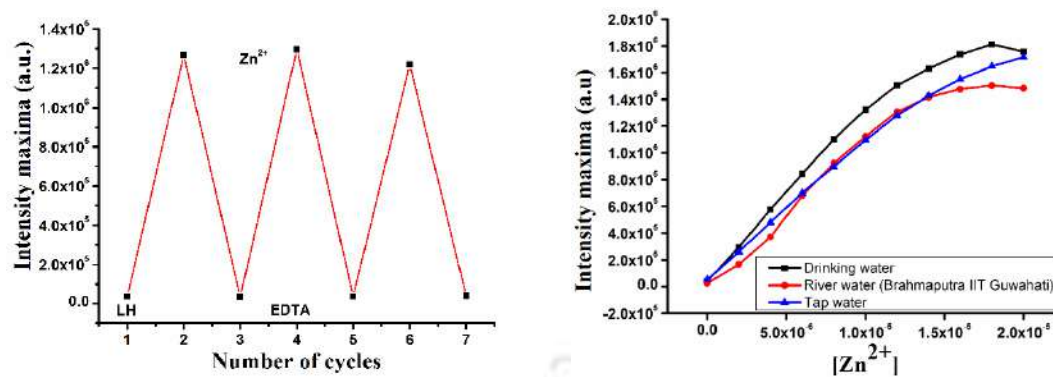 Intensity maxima (a.u.)
1.4x10⁶
1.2x10⁶
1.0x10⁶
8.0x10⁵
6.0x10⁵
4.0x10⁵
2.0x10⁵
0.0
Zn²⁺
LH
EDTA
1 2 3 4 5 6 7
Number of cycles
Intensity maxima (a.u)
2.0x10⁶
1.8x10⁶
1.6x10⁶
1.4x10⁶
1.2x10⁶
1.0x10⁶
8.0x10⁵
6.0x10⁵
4.0x10⁵
2.0x10⁵
0.0
-2.0x10⁵
Drinking water
River water (Brahmaputra IIT Guwahati)
Tap water
0.0 5.0x10⁻⁶ 1.0x10⁻⁵ 1.5x10⁻⁵ 2.0x10⁻⁵
[Zn²⁺]